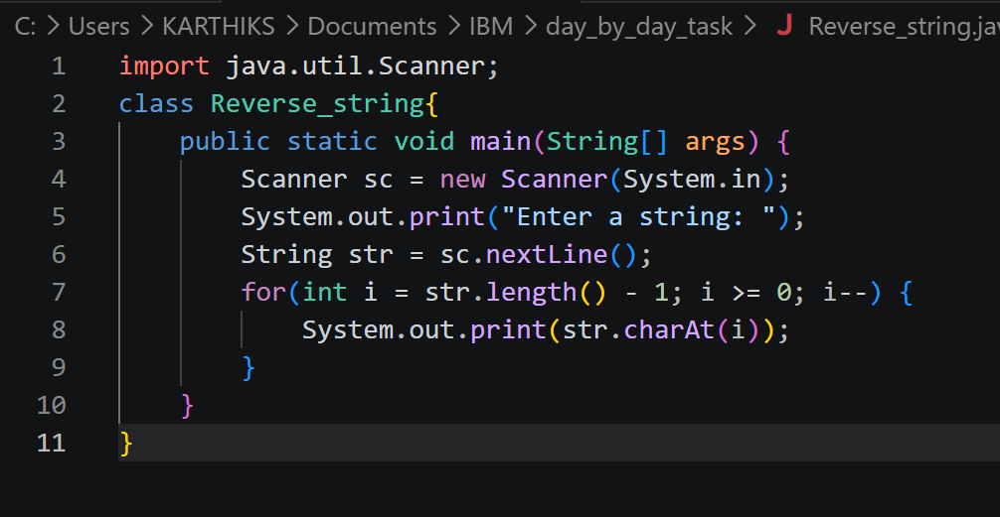 C: > Users > KARTHIKS > Documents > IBM > day_by_day_task > J Reverse_string.jav
1 import java.util.Scanner;
2 class Reverse_string{
3     public static void main(String[] args) {
4         Scanner sc = new Scanner(System.in);
5         System.out.print("Enter a string: ");
6         String str = sc.nextLine();
7         for(int i = str.length() - 1; i >= 0; i--) {
8             System.out.print(str.charAt(i));
9         }
10     }
11 }